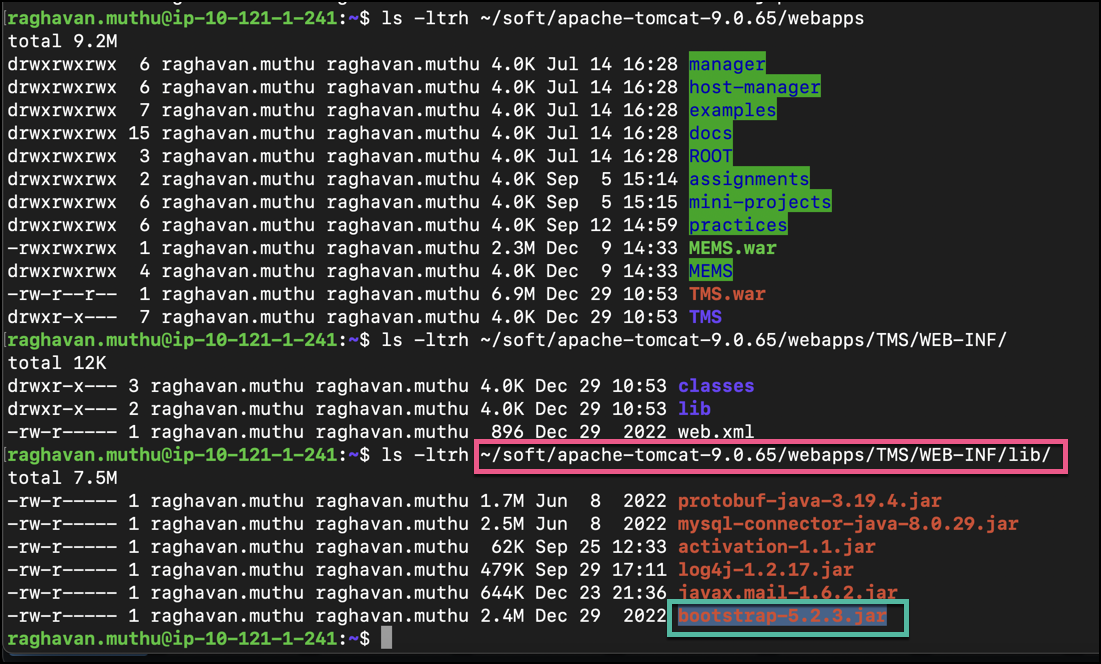 raghavan.muthu@ip-10-121-1-241:~$ ls -ltrh ~/soft/apache-tomcat-9.0.65/webapps
total 9.2M
drwxrwxrwx  6 raghavan.muthu raghavan.muthu 4.0K Jul 14 16:28 manager
drwxrwxrwx  6 raghavan.muthu raghavan.muthu 4.0K Jul 14 16:28 host-manager
drwxrwxrwx  7 raghavan.muthu raghavan.muthu 4.0K Jul 14 16:28 examples
drwxrwxrwx 15 raghavan.muthu raghavan.muthu 4.0K Jul 14 16:28 docs
drwxrwxrwx  3 raghavan.muthu raghavan.muthu 4.0K Jul 14 16:28 ROOT
drwxrwxrwx  2 raghavan.muthu raghavan.muthu 4.0K Sep  5 15:14 assignments
drwxrwxrwx  6 raghavan.muthu raghavan.muthu 4.0K Sep  5 15:15 mini-projects
drwxrwxrwx  6 raghavan.muthu raghavan.muthu 4.0K Sep 12 14:59 practices
-rwxrwxrwx  1 raghavan.muthu raghavan.muthu 2.3M Dec  9 14:33 MEMS.war
drwxrwxrwx  4 raghavan.muthu raghavan.muthu 4.0K Dec  9 14:33 MEMS
-rw-r--r--  1 raghavan.muthu raghavan.muthu 6.9M Dec 29 10:53 TMS.war
drwxr-x---  7 raghavan.muthu raghavan.muthu 4.0K Dec 29 10:53 TMS
raghavan.muthu@ip-10-121-1-241:~$ ls -ltrh ~/soft/apache-tomcat-9.0.65/webapps/TMS/WEB-INF/
total 12K
drwxr-x--- 3 raghavan.muthu raghavan.muthu 4.0K Dec 29 10:53 classes
drwxr-x--- 2 raghavan.muthu raghavan.muthu 4.0K Dec 29 10:53 lib
-rw-r----- 1 raghavan.muthu raghavan.muthu  896 Dec 29  2022 web.xml
raghavan.muthu@ip-10-121-1-241:~$ ls -ltrh ~/soft/apache-tomcat-9.0.65/webapps/TMS/WEB-INF/lib/
total 7.5M
-rw-r----- 1 raghavan.muthu raghavan.muthu 1.7M Jun  8  2022 protobuf-java-3.19.4.jar
-rw-r----- 1 raghavan.muthu raghavan.muthu 2.5M Jun  8  2022 mysql-connector-java-8.0.29.jar
-rw-r----- 1 raghavan.muthu raghavan.muthu  62K Sep 25 12:33 activation-1.1.jar
-rw-r----- 1 raghavan.muthu raghavan.muthu 479K Sep 29 17:11 log4j-1.2.17.jar
-rw-r----- 1 raghavan.muthu raghavan.muthu 644K Dec 23 21:36 javax.mail-1.6.2.jar
-rw-r----- 1 raghavan.muthu raghavan.muthu 2.4M Dec 29  2022 bootstrap-5.2.3.jar
raghavan.muthu@ip-10-121-1-241:~$